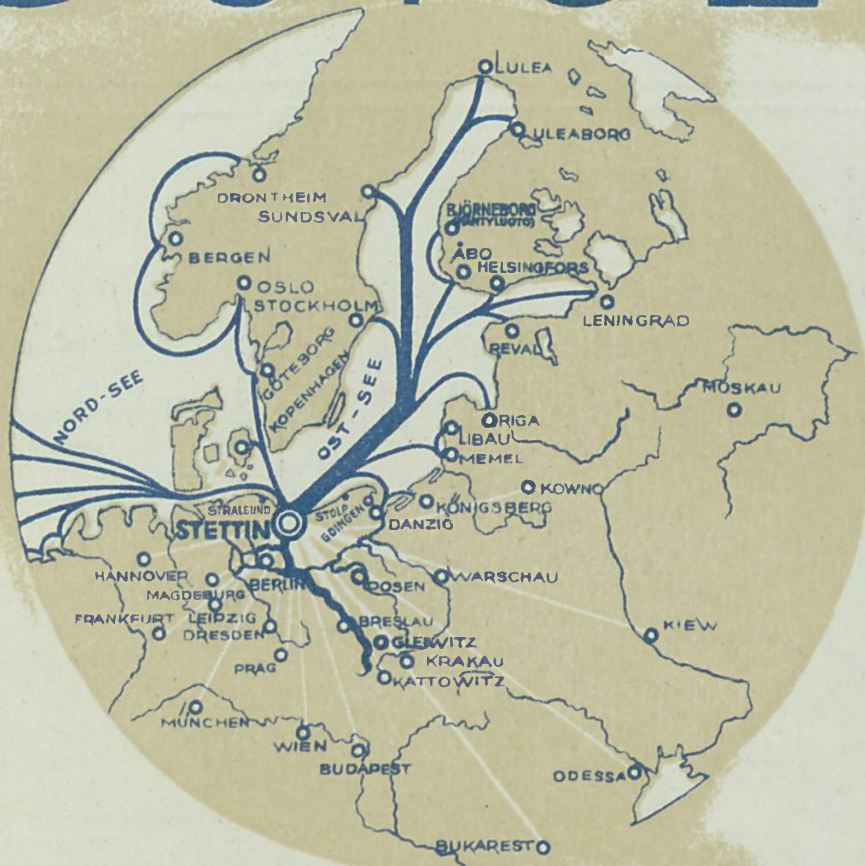 LULEA
ULEABORG
DRONTHEIM
SUNDSVAL
BJÖRNEBORG
(MÄNTYLUOTO)
BERGEN
ÅBO
HELSINGFORS
OSLO
STOCKHOLM
LENINGRAD
REVAL
GÖTEBORG
KOPENHAGEN
NORD-SEE
OST-SEE
MOSKAU
RIGA
LIBAU
MEMEL
KOWNO
KÖNIGSBERG
STRALSUND
STOLP
GDINGEN
DANZIG
STETTIN
HANNOVER
BERLIN
POSEN
WARSCHAU
MAGDEBURG
FRANKFURT
LEIPZIG
DRESDEN
BRESLAU
KIEW
GLEIWITZ
PRAG
KRAKAU
KATTOWITZ
MÜNCHEN
WIEN
BUDAPEST
ODESSA
BUKAREST